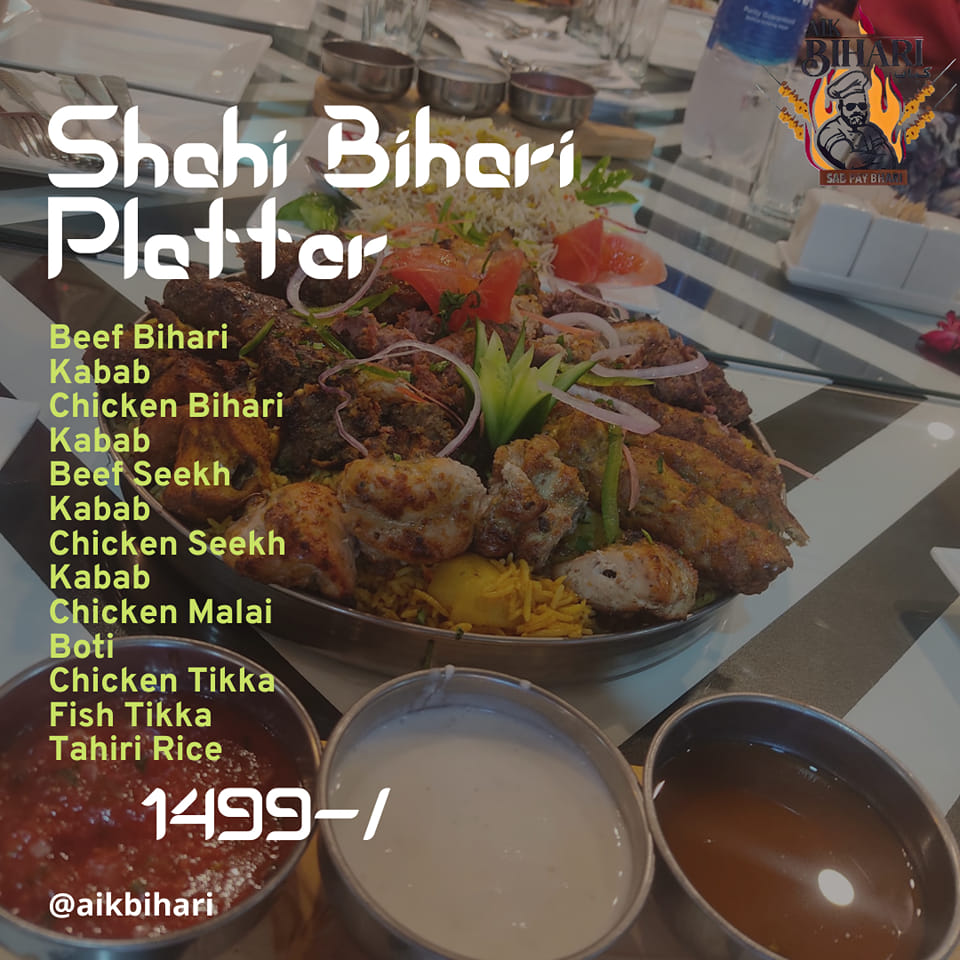 Shahi Bihari
Platter
Beef Bihari
Kabab
Chicken Bihari
Kabab
Beef Seekh
Kabab
Chicken Seekh
Kabab
Chicken Malai
Boti
Chicken Tikka
Fish Tikka
Tahiri Rice
1499-/
@aikbihari
AIK
BIHARI
SAB PAY BHARI